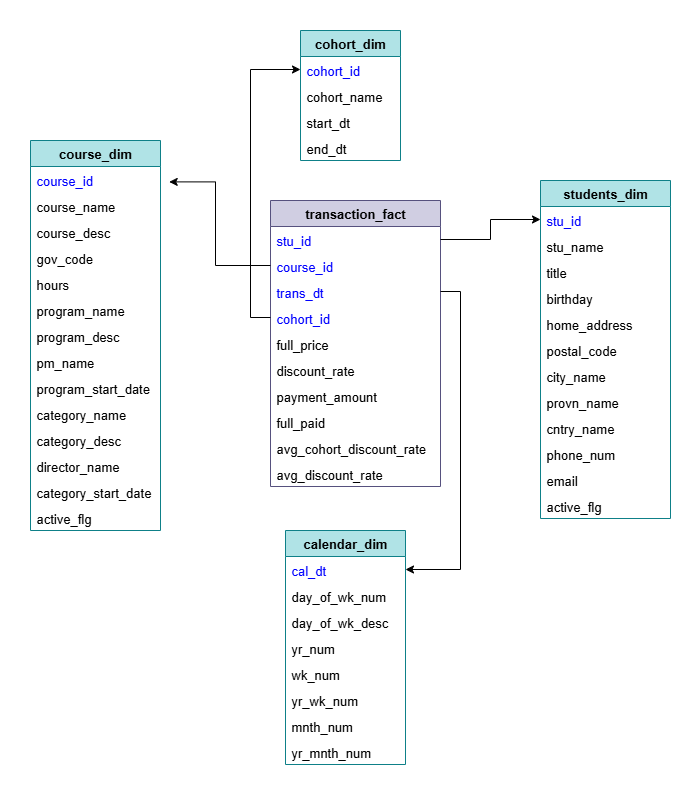 cohort_dim
cohort_id
cohort_name
start_dt
end_dt
course_dim
course_id
course_name
course_desc
gov_code
hours
program_name
program_desc
pm_name
program_start_date
category_name
category_desc
director_name
category_start_date
active_flg
transaction_fact
stu_id
course_id
trans_dt
cohort_id
full_price
discount_rate
payment_amount
full_paid
avg_cohort_discount_rate
avg_discount_rate
students_dim
stu_id
stu_name
title
birthday
home_address
postal_code
city_name
provn_name
cntry_name
phone_num
email
active_flg
calendar_dim
cal_dt
day_of_wk_num
day_of_wk_desc
yr_num
wk_num
yr_wk_num
mnth_num
yr_mnth_num